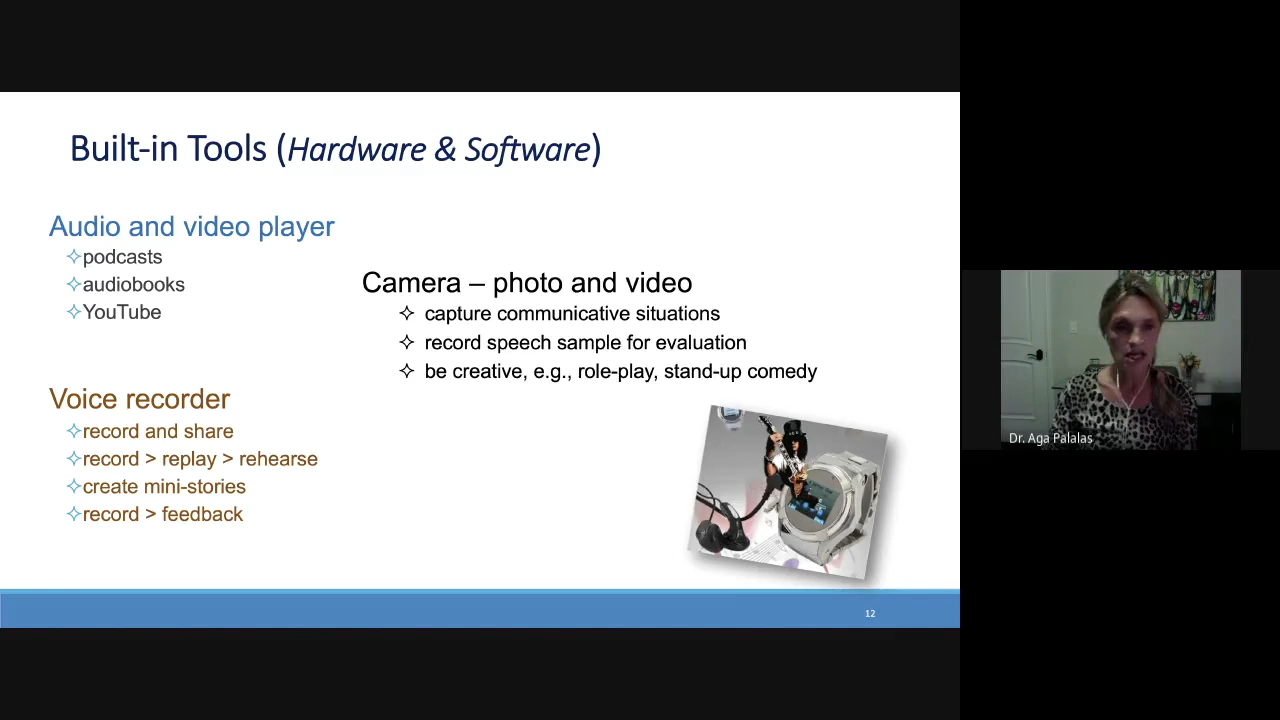 Built-in Tools (Hardware & Software)
Audio and video player
✧podcasts
✧audiobooks
✧YouTube
Camera – photo and video
✧ capture communicative situations
✧ record speech sample for evaluation
✧ be creative, e.g., role-play, stand-up comedy
Voice recorder
✧record and share
✧record > replay > rehearse
✧create mini-stories
✧record > feedback
12
Dr. Aga Palalas